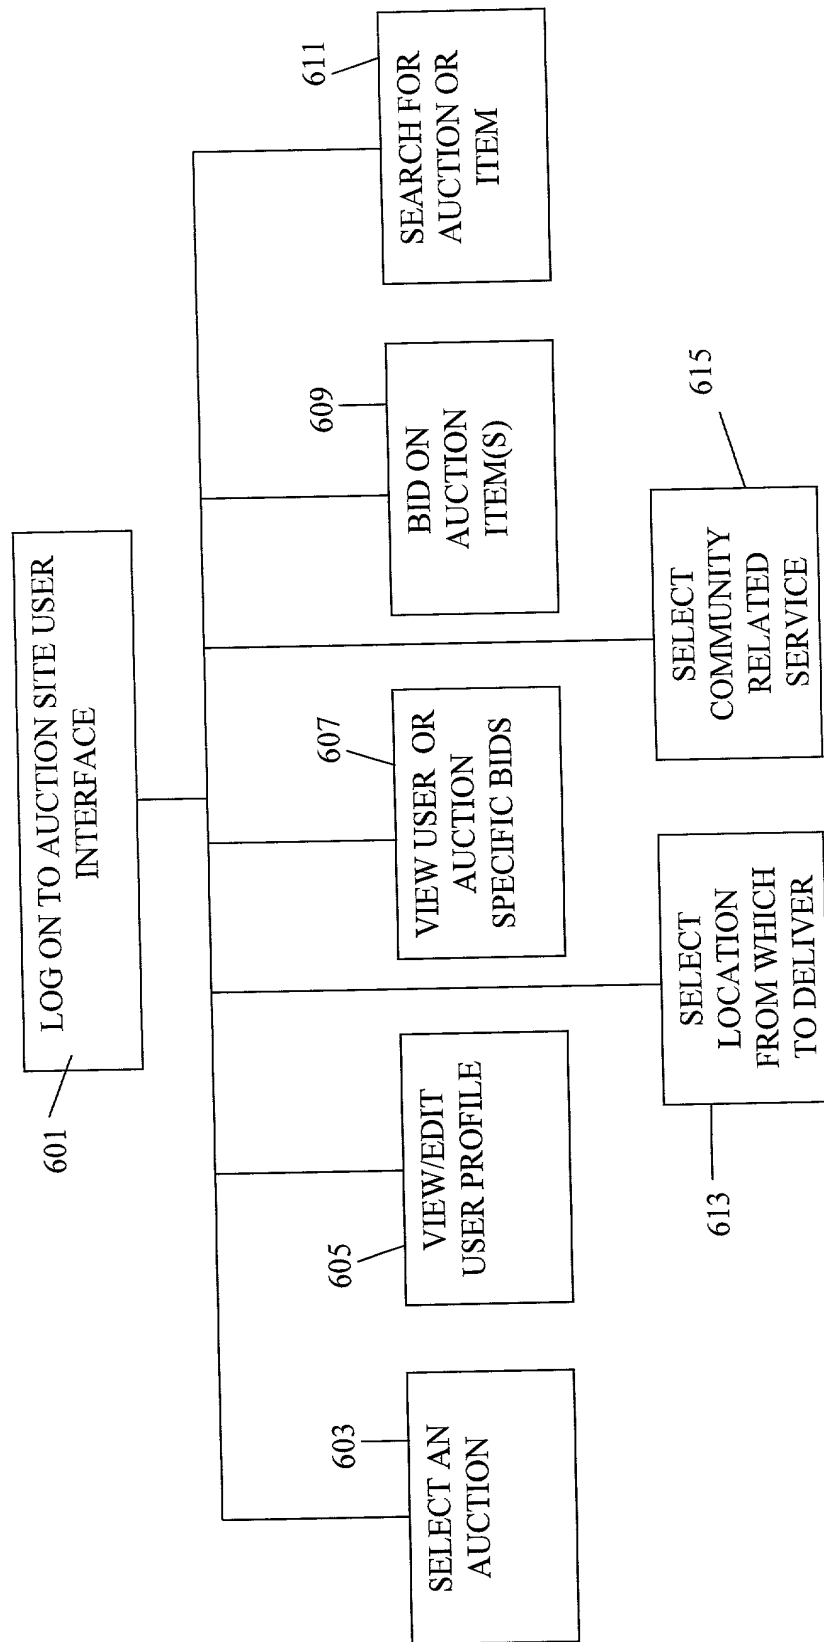 LOG ON TO AUCTION SITE USER
INTERFACE
601
603
SELECT AN
AUCTION
605
VIEW/EDIT
USER PROFILE
607
VIEW USER OR
AUCTION
SPECIFIC BIDS
609
BID ON
AUCTION
ITEM(S)
611
SEARCH FOR
AUCTION OR
ITEM
613
SELECT
LOCATION
FROM WHICH
TO DELIVER
615
SELECT
COMMUNITY
RELATED
SERVICE